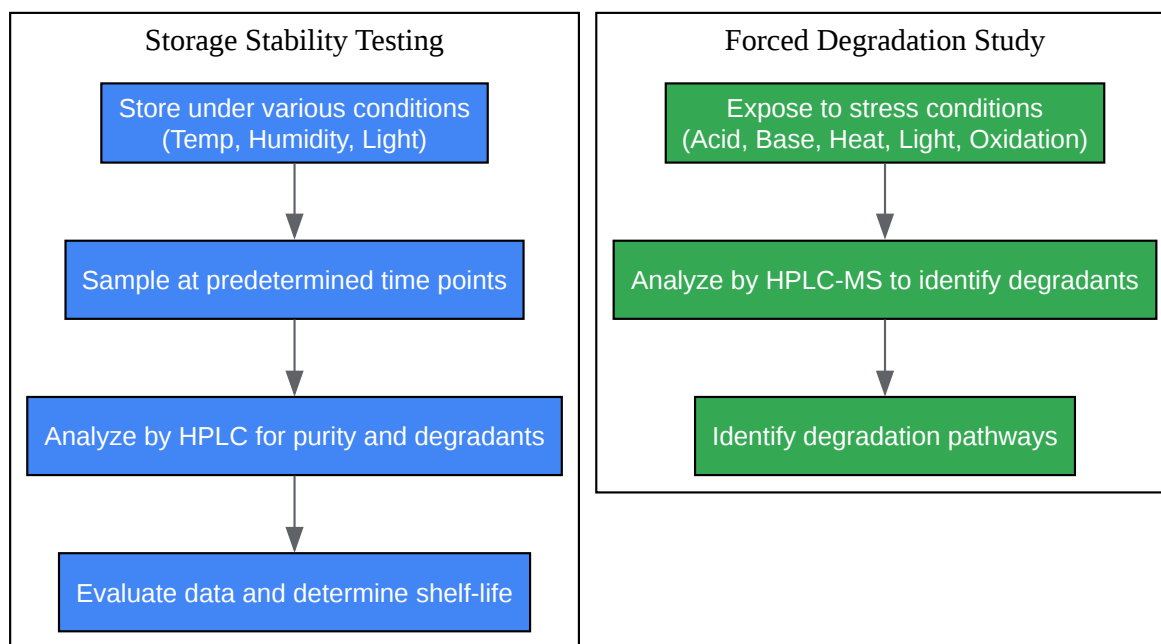 Storage Stability Testing
Store under various conditions
(Temp, Humidity, Light)
Sample at predetermined time points
Analyze by HPLC for purity and degradants
Evaluate data and determine shelf-life
Forced Degradation Study
Expose to stress conditions
(Acid, Base, Heat, Light, Oxidation)
Analyze by HPLC-MS to identify degradants
Identify degradation pathways